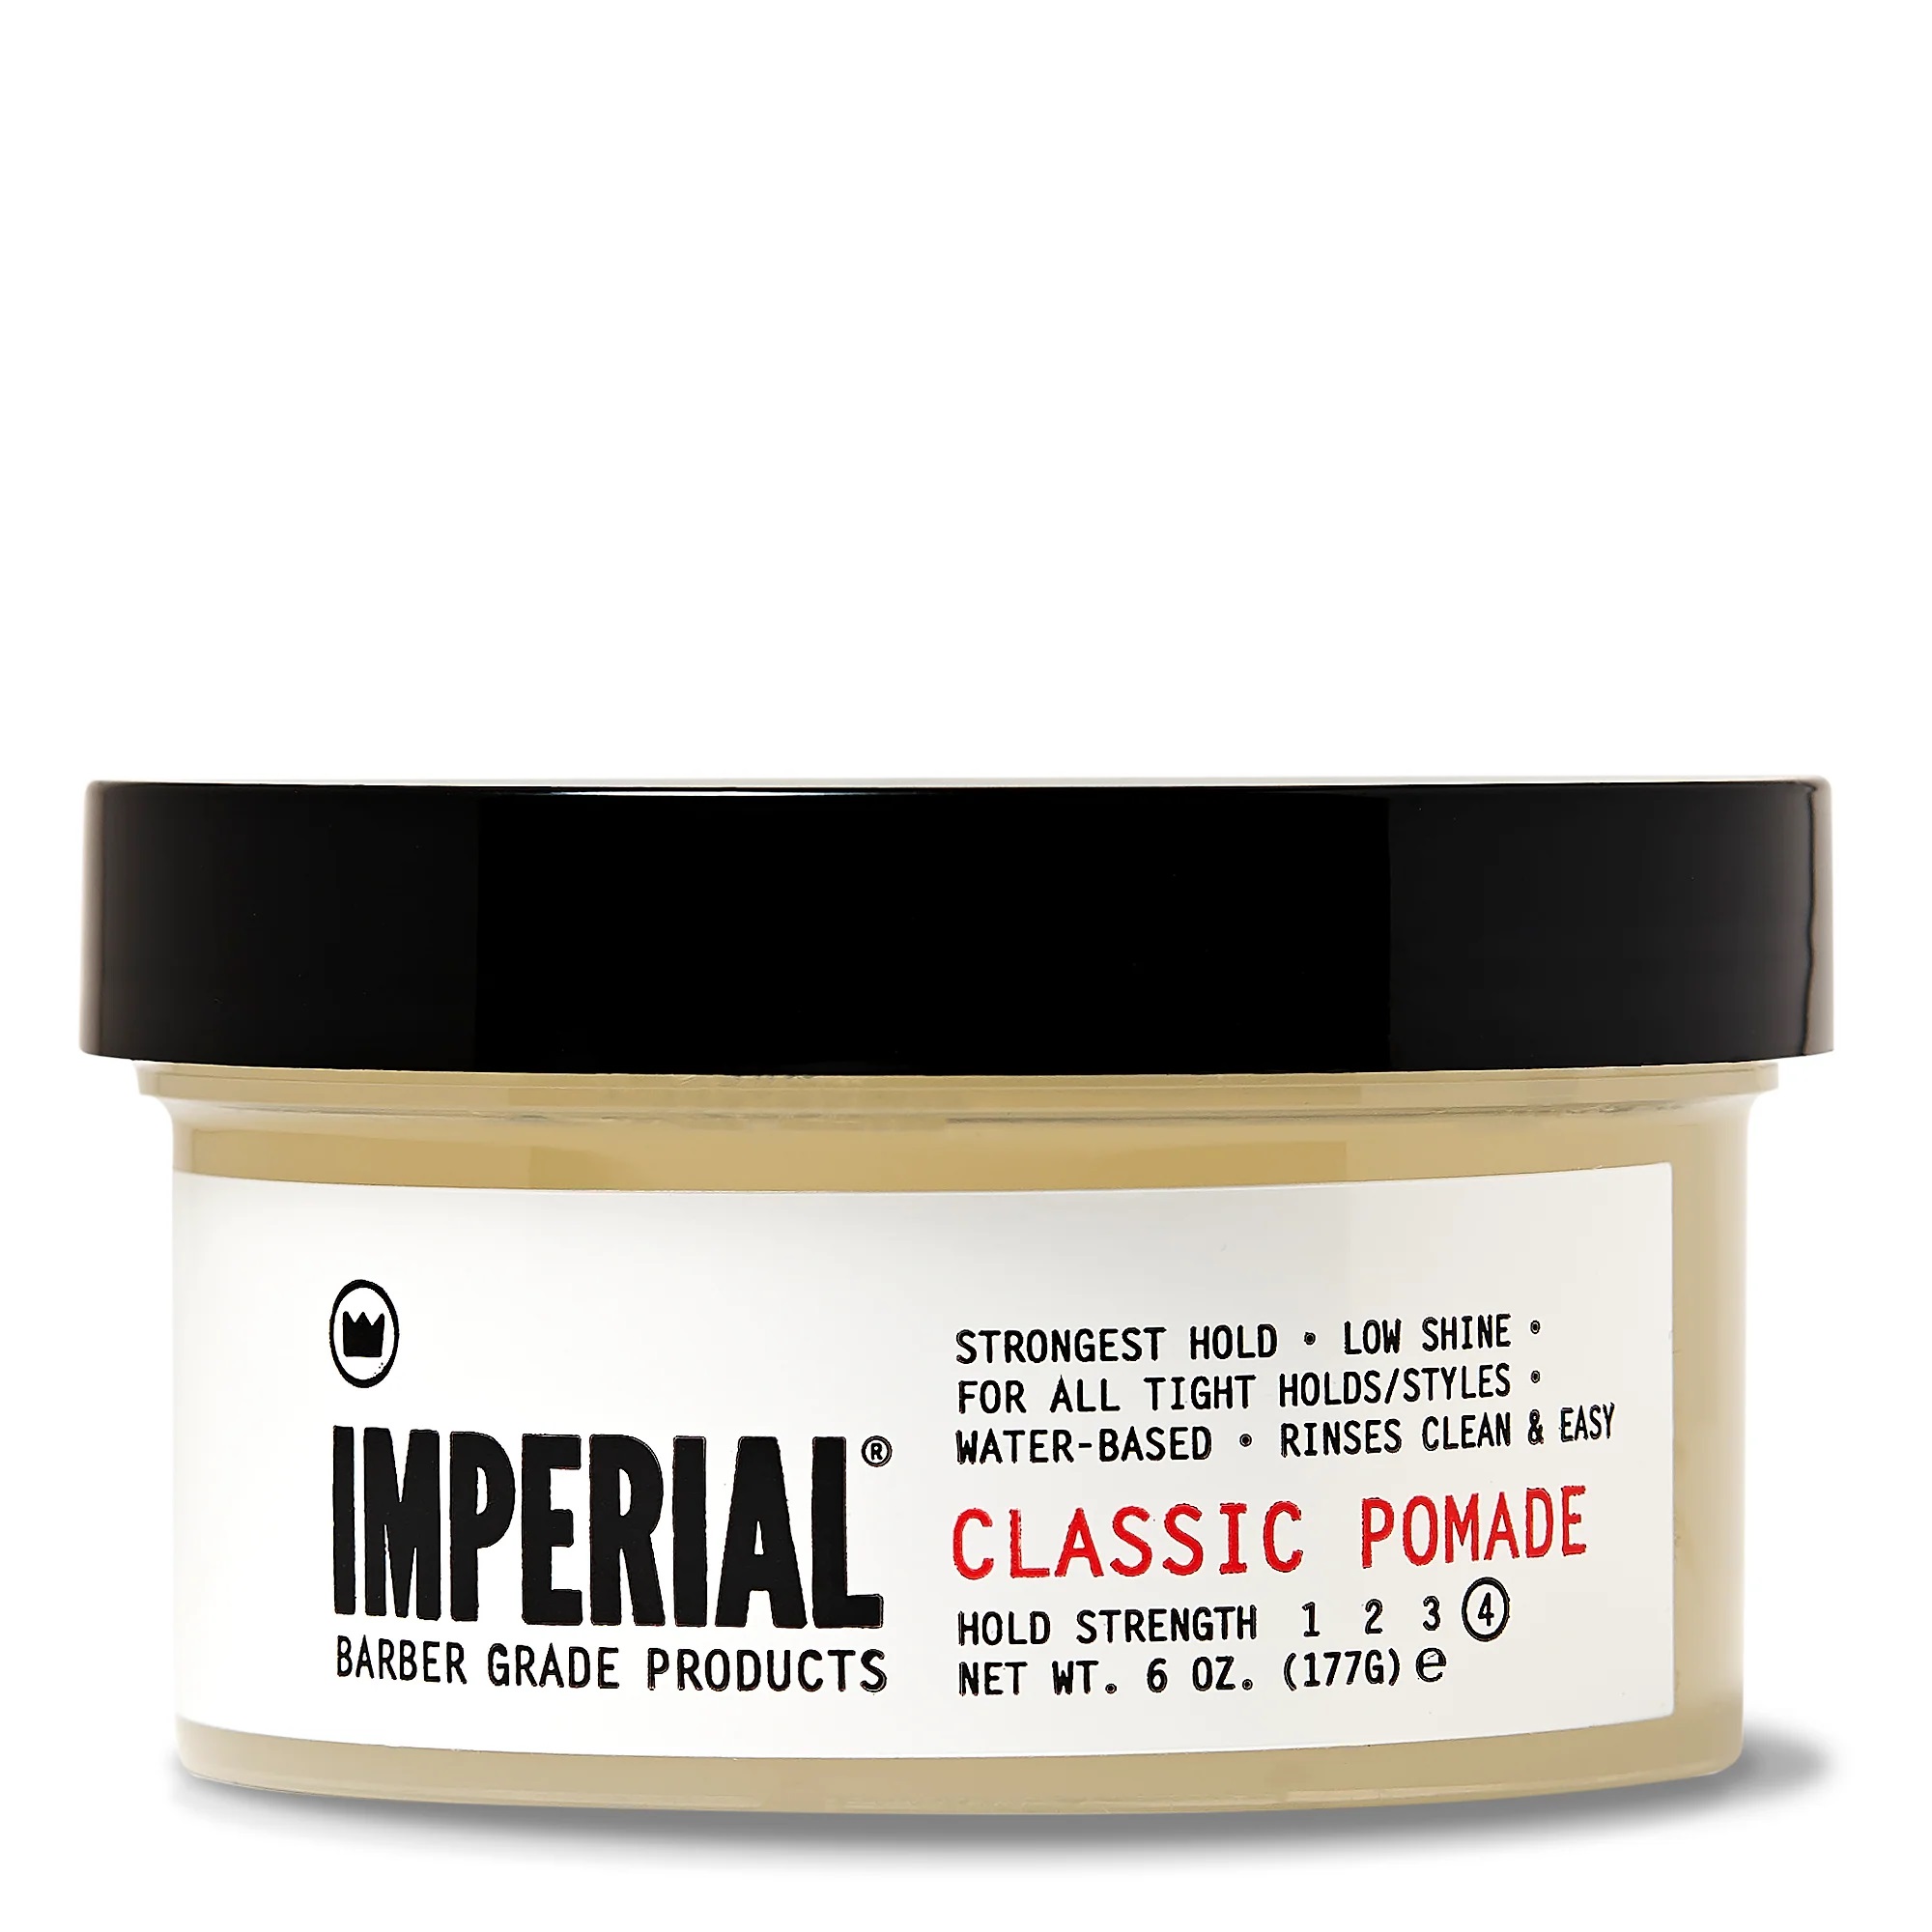 IMPERIAL®
BARBER GRADE PRODUCTS
STRONGEST HOLD • LOW SHINE •
FOR ALL TIGHT HOLDS/STYLES •
WATER-BASED • RINSES CLEAN & EASY
CLASSIC POMADE
HOLD STRENGTH 1 2 3 ④
NET WT. 6 OZ. (177G) ℮